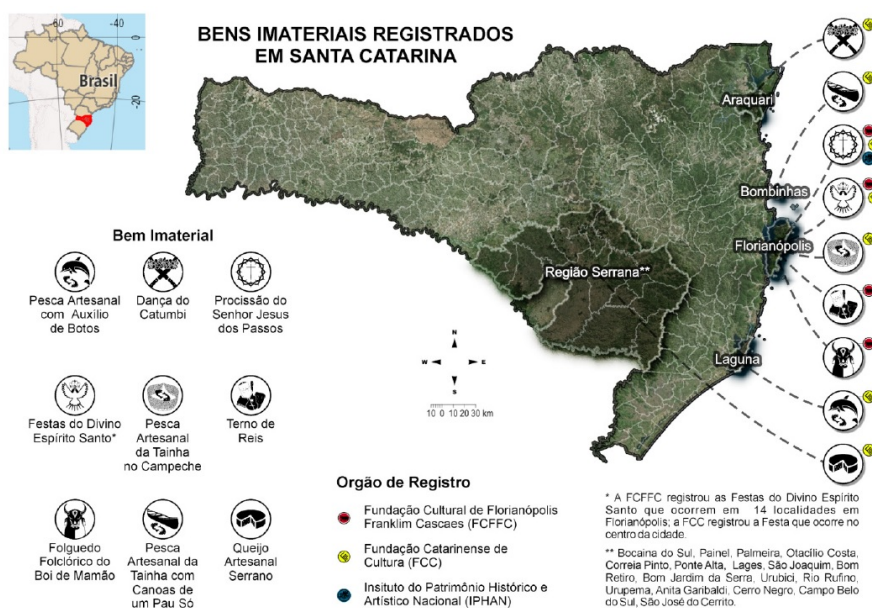 BENS IMATERIAIS REGISTRADOS
EM SANTA CATARINA
-60
-40
0
Brasil
-20
Araquari
Bombinhas
Florianópolis
Região Serrana**
Laguna
Bem Imaterial
Pesca Artesanal
com Auxílio
de Botos
Dança do
Catumbi
Procissão do
Senhor Jesus
dos Passos
Festas do Divino
Espírito Santo*
Pesca
Artesanal
da Tainha
no Campeche
Terno de
Reis
Folguedo
Folclórico do
Boi de Mamão
Pesca
Artesanal da
Tainha com
Canoas de
um Pau Só
Queijo
Artesanal
Serrano
N
W
E
S
10 0 10 20 30 km
Orgão de Registro
Fundação Cultural de Florianópolis
Franklim Cascaes (FCFFC)
Fundação Catarinense de
Cultura (FCC)
Insituto do Patrimônio Histórico e
Artístico Nacional (IPHAN)
* A FCFFC registrou as Festas do Divino Espírito
Santo que ocorrem em 14 localidades em
Florianópolis; a FCC registrou a Festa que ocorre no
centro da cidade.
** Bocaina do Sul, Painel, Palmeira, Otacílio Costa,
Correia Pinto, Ponte Alta, Lages, São Joaquim, Bom
Retiro, Bom Jardim da Serra, Urubici, Rio Rufino,
Urupema, Anita Garibaldi, Cerro Negro, Campo Belo
do Sul, São José do Cerrito.